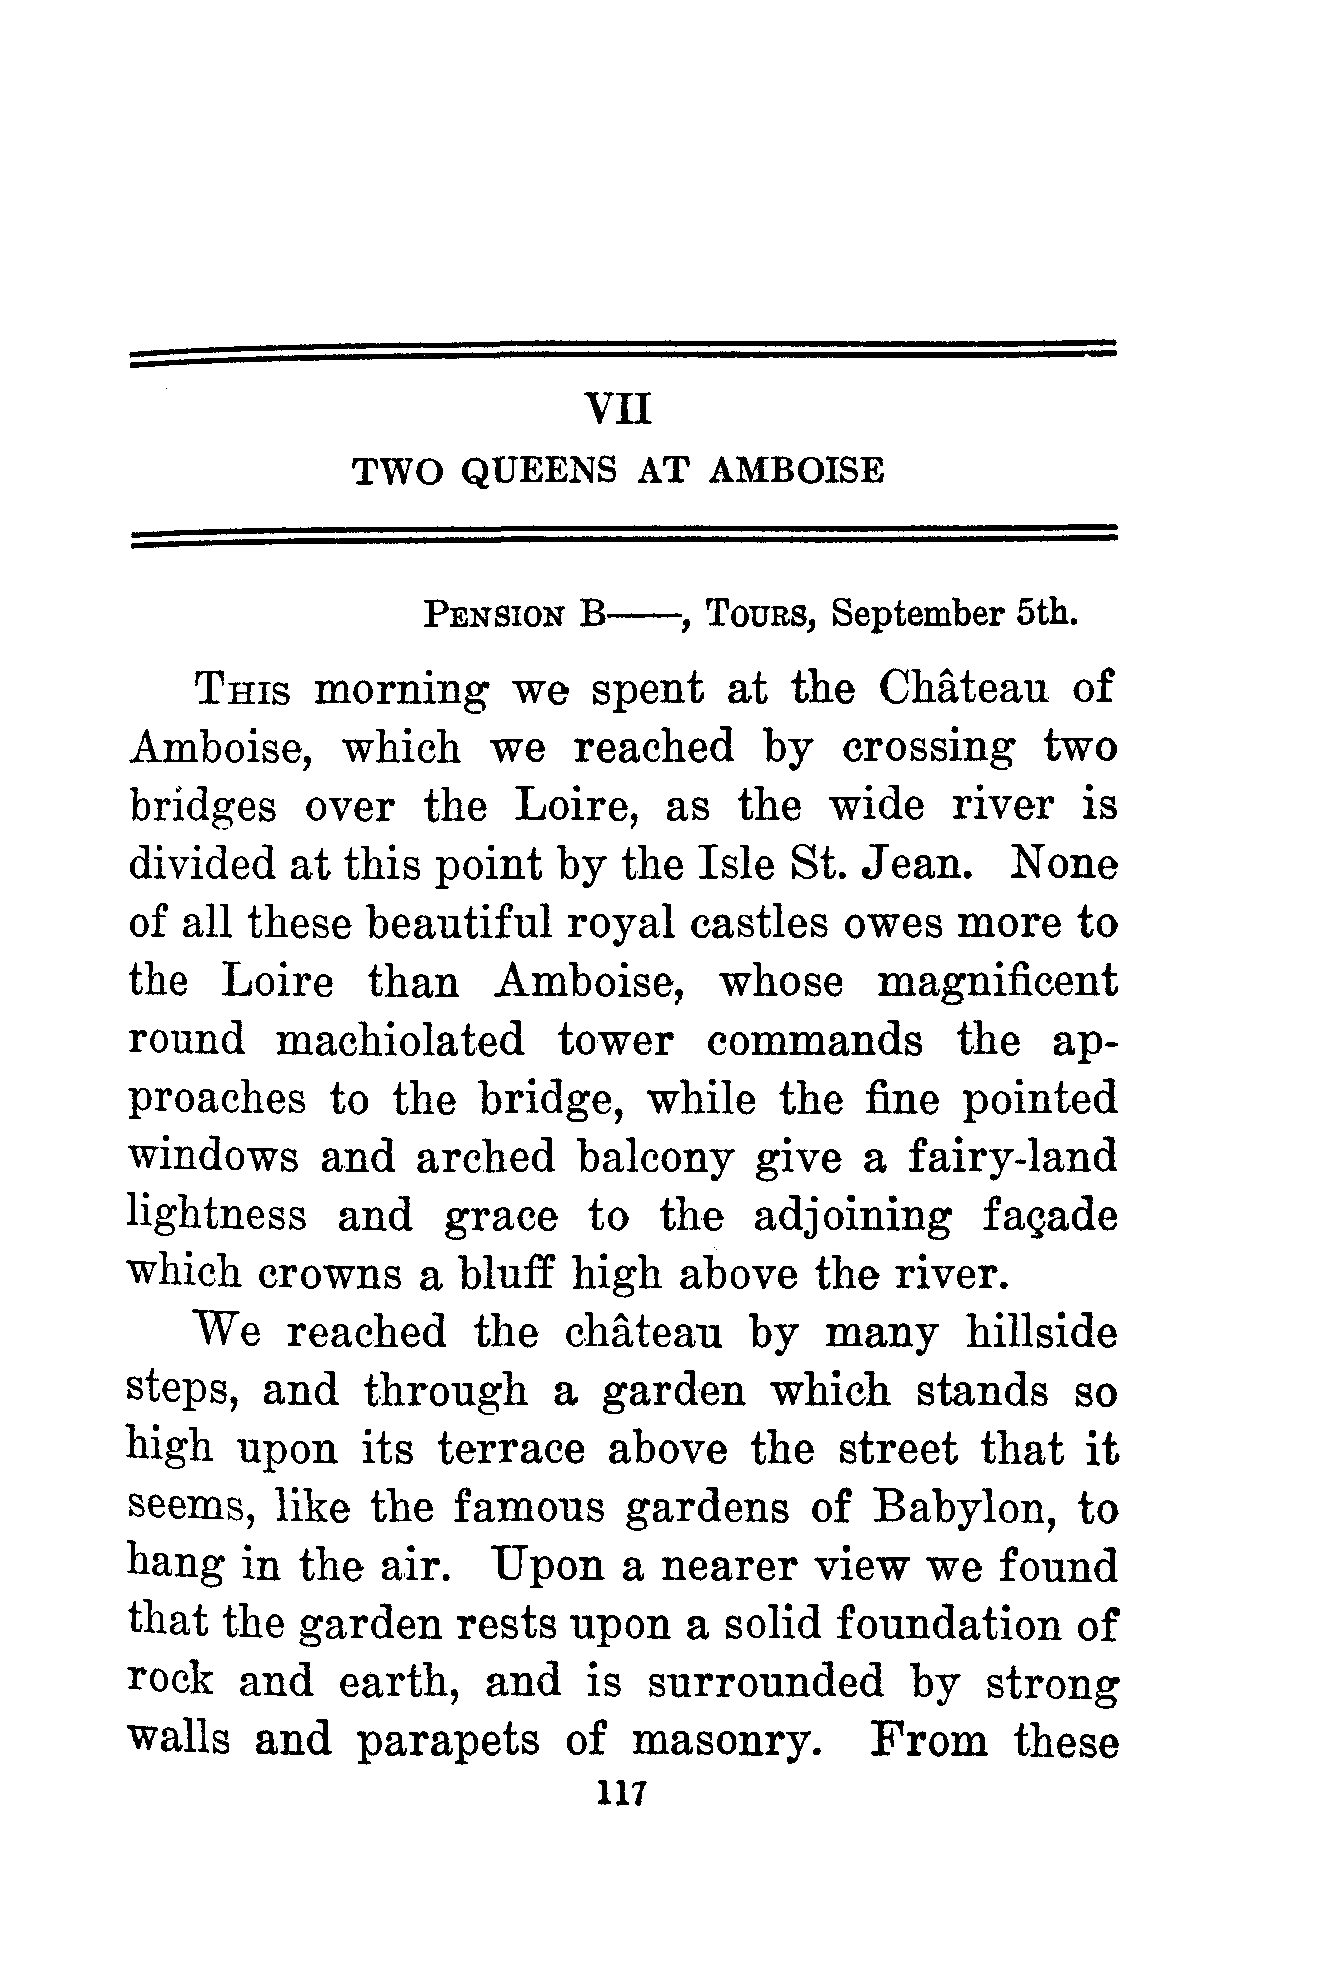 VII
TWO QUEENS AT AMBOISE
PENSION B——, TOURS, September 5th.
THIS morning we spent at the Château of
Amboise, which we reached by crossing two
bridges over the Loire, as the wide river is
divided at this point by the Isle St. Jean. None
of all these beautiful royal castles owes more to
the Loire than Amboise, whose magnificent
round machiolated tower commands the ap-
proaches to the bridge, while the fine pointed
windows and arched balcony give a fairy-land
lightness and grace to the adjoining façade
which crowns a bluff high above the river.
We reached the château by many hillside
steps, and through a garden which stands so
high upon its terrace above the street that it
seems, like the famous gardens of Babylon, to
hang in the air. Upon a nearer view we found
that the garden rests upon a solid foundation of
rock and earth, and is surrounded by strong
walls and parapets of masonry. From these
117